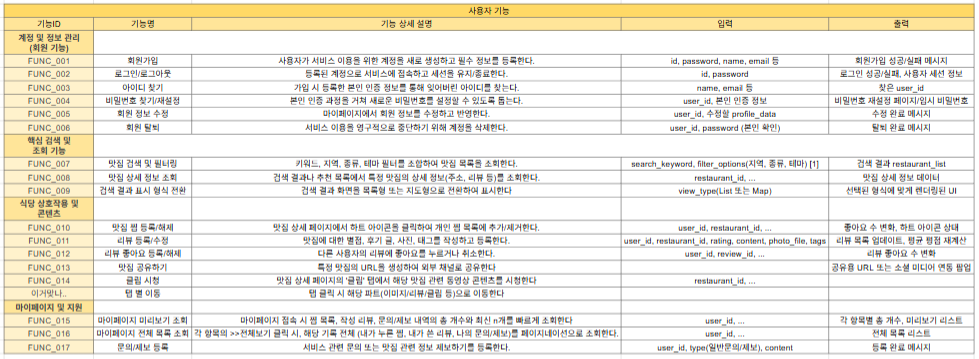 사용자 기능
기능ID 기능명 기능 상세 설명 입력 출력
계정 및 정보 관리
(회원 기능)
FUNC_001 회원가입 사용자가 서비스 이용을 위한 계정을 새로 생성하고 필수 정보를 등록한다. id, password, name, email 등 회원가입 성공/실패 메시지
FUNC_002 로그인/로그아웃 등록된 계정으로 서비스에 접속하고 세션을 유지/종료한다. id, password 로그인 성공/실패, 사용자 세션 정보
FUNC_003 아이디 찾기 가입 시 등록한 본인 인증 정보를 통해 잊어버린 아이디를 찾는다. name, email 등 찾은 user_id
FUNC_004 비밀번호 찾기/재설정 본인 인증 과정을 거쳐 새로운 비밀번호를 설정할 수 있도록 돕는다. user_id, 본인 인증 정보 비밀번호 재설정 페이지/임시 비밀번호
FUNC_005 회원 정보 수정 마이페이지에서 회원 정보를 수정하고 반영한다. user_id, 수정할 profile_data 수정 완료 메시지
FUNC_006 회원 탈퇴 서비스 이용을 영구적으로 중단하기 위해 계정을 삭제한다. user_id, password (본인 확인) 탈퇴 완료 메시지
핵심 검색 및
조회 기능
FUNC_007 맛집 검색 및 필터링 키워드, 지역, 종류, 테마 필터를 조합하여 맛집 목록을 조회한다. search_keyword, filter_options(지역, 종류, 테마) [1] 검색 결과 restaurant_list
FUNC_008 맛집 상세 정보 조회 검색 결과나 추천 목록에서 특정 맛집의 상세 정보(주소, 리뷰 등)를 조회한다. restaurant_id, ... 맛집 상세 정보 데이터
FUNC_009 검색 결과 표시 형식 전환 검색 결과 화면을 목록형 또는 지도형으로 전환하여 표시한다 view_type(List 또는 Map) 선택된 형식에 맞게 렌더링된 UI
식당 상호작용 및
콘텐츠
FUNC_010 맛집 찜 등록/해제 맛집 상세 페이지에서 하트 아이콘을 클릭하여 개인 찜 목록에 추가/제거한다. user_id, restaurant_id, ... 좋아요 수 변화, 하트 아이콘 상태
FUNC_011 리뷰 등록/수정 맛집에 대한 별점, 후기 글, 사진, 태그를 작성하고 등록한다. user_id, restaurant_id, rating, content, photo_file, tags 리뷰 목록 업데이트, 평균 평점 재계산
FUNC_012 리뷰 좋아요 등록/해제 다른 사용자의 리뷰에 좋아요를 누르거나 취소한다. user_id, review_id, ... 리뷰 좋아요 수 변화
FUNC_013 맛집 공유하기 특정 맛집의 URL을 생성하여 외부 채널로 공유한다 공유용 URL 또는 소셜 미디어 연동 팝업
FUNC_014 클립 시청 맛집 상세 페이지의 '클립' 탭에서 해당 맛집 관련 동영상 콘텐츠를 시청한다 restaurant_id, ...
이거맞나.. 탭 별 이동 탭 클릭 시 해당 파트(이미지/리뷰/클립 등)으로 이동한다
마이페이지 및 지원
FUNC_015 마이페이지 미리보기 조회 마이페이지 접속 시 찜 목록, 작성 리뷰, 문의/제보 내역의 총 개수와 최신 n개를 빠르게 조회한다 user_id, ... 각 항목별 총 개수, 미리보기 리스트
FUNC_016 마이페이지 전체 목록 조회 각 항목의 >>전체보기 클릭 시, 해당 기록 전체 (내가 누른 찜, 내가 쓴 리뷰, 나의 문의/제보)를 페이지네이션으로 조회한다. user_id, ... 전체 목록 리스트
FUNC_017 문의/제보 등록 서비스 관련 문의 또는 맛집 관련 정보 제보하기를 등록한다. user_id, type(일반문의/제보), content 등록 완료 메시지